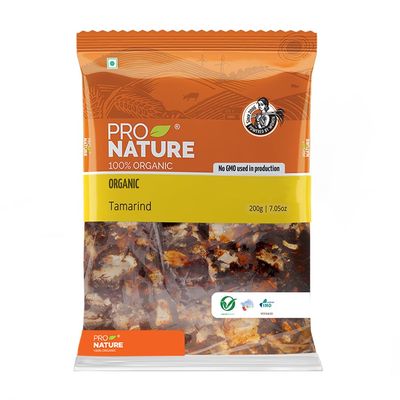 PRO
NATURE®
100% ORGANIC
No GMO used in production
ORGANIC
Tamarind
200g | 7.05oz
PRO
NATURE
100% ORGANIC